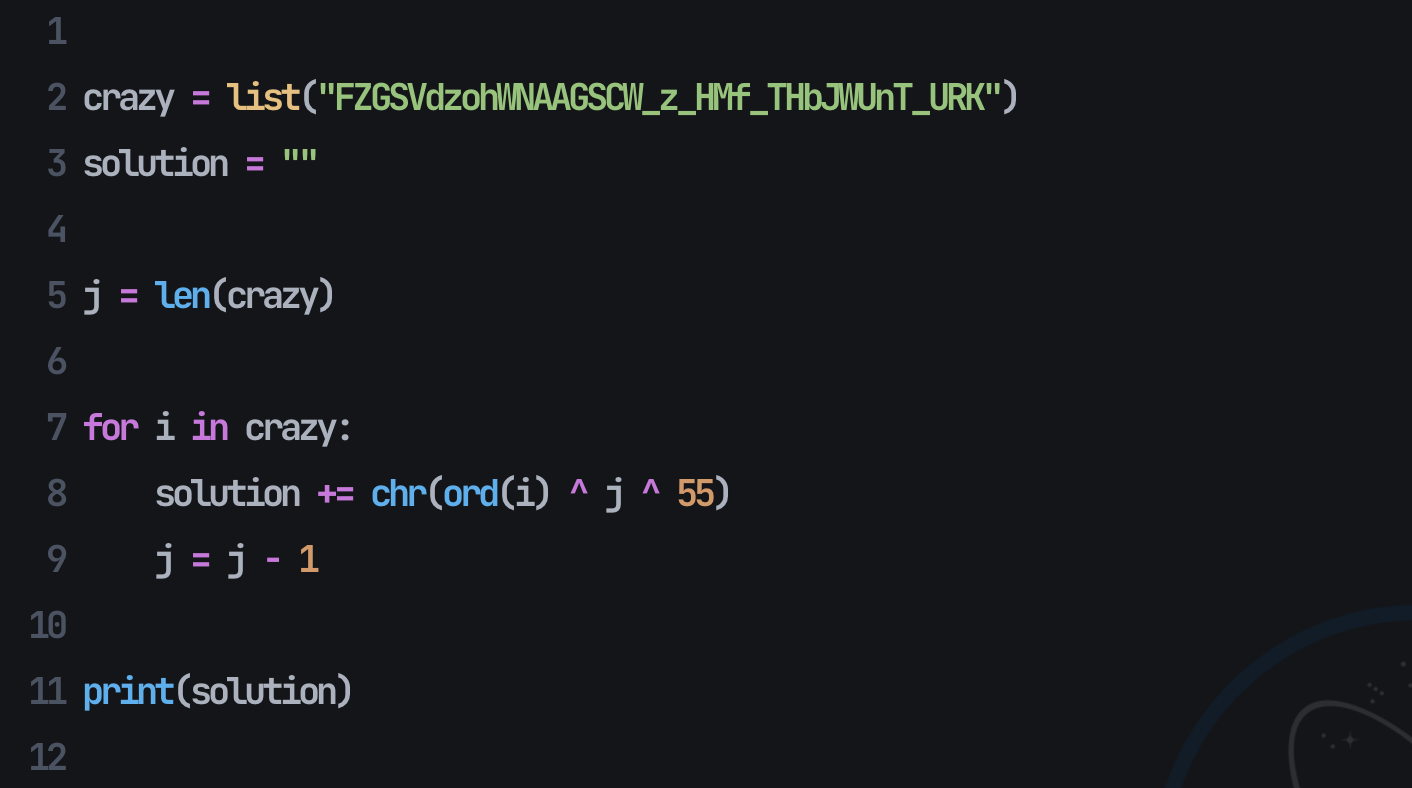 1
2 crazy = list("FZGSVdzohWNAAGSCW_z_HMf_THbJWUnT_URK")
3 solution = ""
4
5 j = len(crazy)
6
7 for i in crazy:
8     solution += chr(ord(i) ^ j ^ 55)
9     j = j - 1
10
11 print(solution)
12